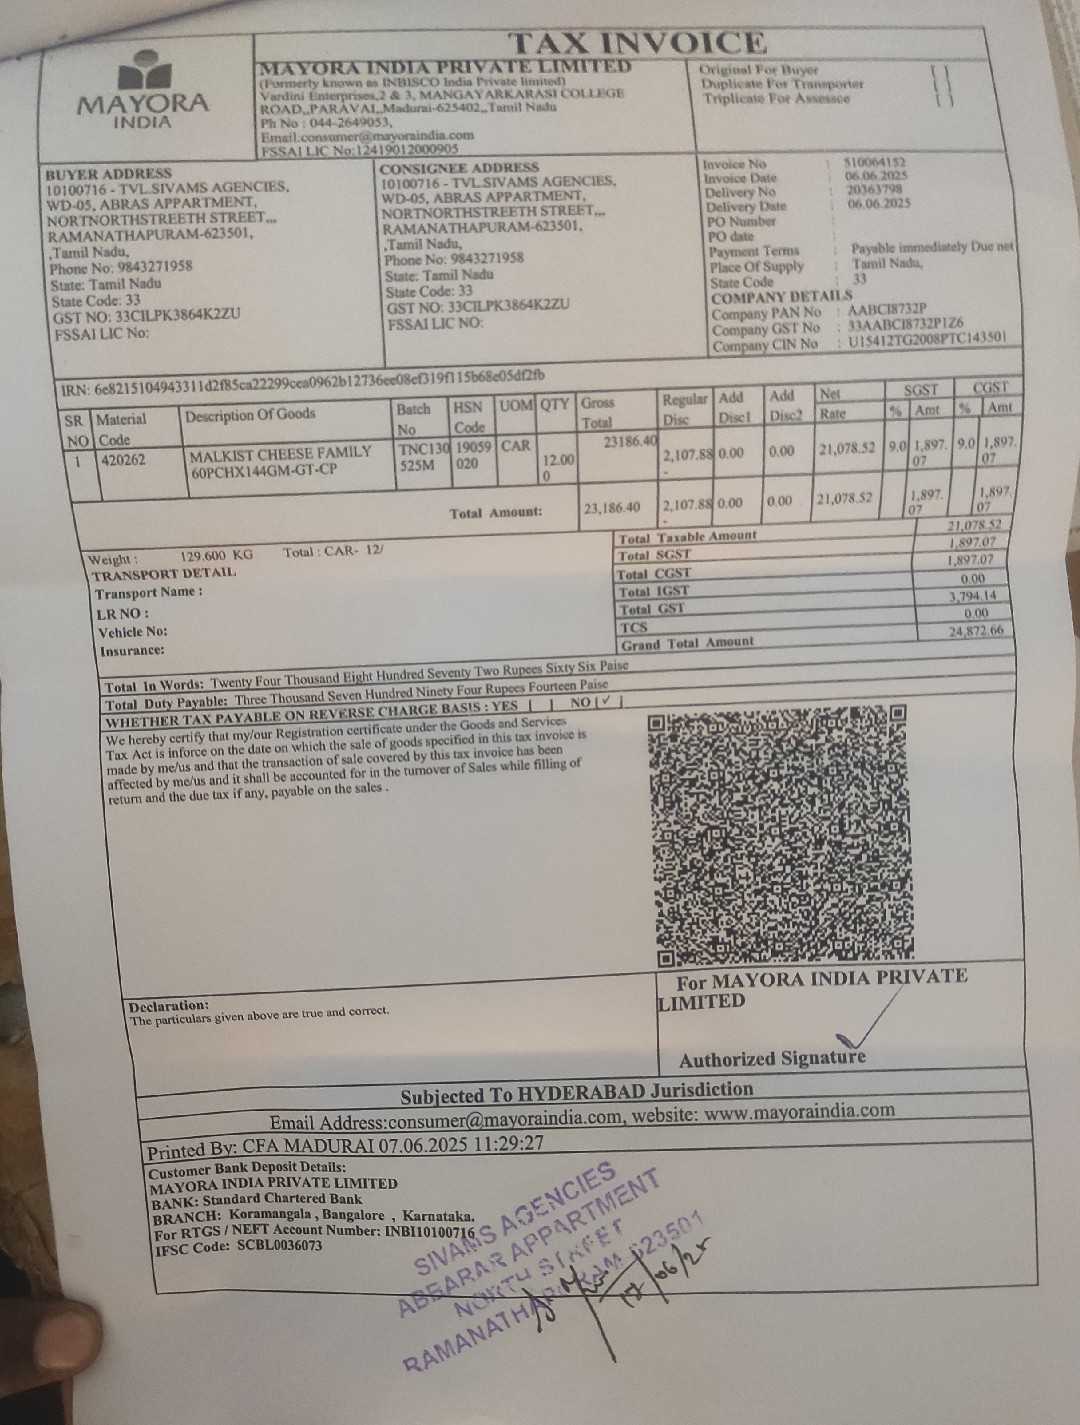 TAX INVOICE
MAYORA
INDIA
MAYORA INDIA PRIVATE LIMITED
(Formerly known as INBISCO India Private limited)
Vardini Enterprises,2 & 3, MANGAYARKARASI COLLEGE
ROAD,,PARAVAI,,Madurai-625402,,Tamil Nadu
Ph No : 044-2649053,
Email:consumer@mayoraindia.com
FSSAI LIC No:12419012000905
Original For Buyer [ ]
Duplicate For Transporter [ ]
Triplicate For Assessee [ ]
BUYER ADDRESS
10100716 - TVL.SIVAMS AGENCIES,
WD-05, ABRAS APPARTMENT,
NORTNORTHSTREETH STREET,,,
RAMANATHAPURAM-623501,
,Tamil Nadu,
Phone No: 9843271958
State: Tamil Nadu
State Code: 33
GST NO: 33CILPK3864K2ZU
FSSAI LIC No:
CONSIGNEE ADDRESS
10100716 - TVL.SIVAMS AGENCIES,
WD-05, ABRAS APPARTMENT,
NORTNORTHSTREETH STREET,,,
RAMANATHAPURAM-623501,
,Tamil Nadu,
Phone No: 9843271958
State: Tamil Nadu
State Code: 33
GST NO: 33CILPK3864K2ZU
FSSAI LIC NO:
Invoice No : 510064152
Invoice Date : 06.06.2025
Delivery No : 20363798
Delivery Date : 06.06.2025
PO Number :
PO date :
Payment Terms : Payable immediately Due net
Place Of Supply : Tamil Nadu,
State Code : 33
COMPANY DETAILS
Company PAN No : AABCI8732P
Company GST No : 33AABCI8732P1Z6
Company CIN No : U15412TG2008PTC143501
IRN: 6e8215104943311d2f85ca22299cea0962b12736ee08ef319f115b68e05df2fb
SR NO Material Code Description Of Goods Batch No HSN Code UOM QTY Gross Total Regular Disc Add Disc1 Add Disc2 Net Rate SGST % Amt CGST % Amt
1 420262 MALKIST CHEESE FAMILY 60PCHX144GM-GT-CP TNC130525M 19059020 CAR 12.000 23186.40 2,107.88- 0.00 0.00 21,078.52 9.0 1,897.07 9.0 1,897.07
Total Amount: 23,186.40 2,107.88- 0.00 0.00 21,078.52 1,897.07 1,897.07
Weight : 129.600 KG Total : CAR- 12/
TRANSPORT DETAIL
Transport Name :
LR NO :
Vehicle No:
Insurance:
Total Taxable Amount 21,078.52
Total SGST 1,897.07
Total CGST 1,897.07
Total IGST 0.00
Total GST 3,794.14
TCS 0.00
Grand Total Amount 24,872.66
Total In Words: Twenty Four Thousand Eight Hundred Seventy Two Rupees Sixty Six Paise
Total Duty Payable: Three Thousand Seven Hundred Ninety Four Rupees Fourteen Paise
WHETHER TAX PAYABLE ON REVERSE CHARGE BASIS : YES [ ] NO [✓]
We hereby certify that my/our Registration certificate under the Goods and Services
Tax Act is inforce on the date on which the sale of goods specified in this tax invoice is
made by me/us and that the transaction of sale covered by this tax invoice has been
affected by me/us and it shall be accounted for in the turnover of Sales while filling of
return and the due tax if any, payable on the sales .
Declaration:
The particulars given above are true and correct.
For MAYORA INDIA PRIVATE
LIMITED
Authorized Signature
Subjected To HYDERABAD Jurisdiction
Email Address:consumer@mayoraindia.com, website: www.mayoraindia.com
Printed By: CFA MADURAI 07.06.2025 11:29:27
Customer Bank Deposit Details:
MAYORA INDIA PRIVATE LIMITED
BANK: Standard Chartered Bank
BRANCH: Koramangala , Bangalore , Karnataka.
For RTGS / NEFT Account Number: INBI10100716
IFSC Code: SCBL0036073
SIVAMS AGENCIES
ABBARAR APPARTMENT
NORTH STREET
RAMANATHAPURAM 623501